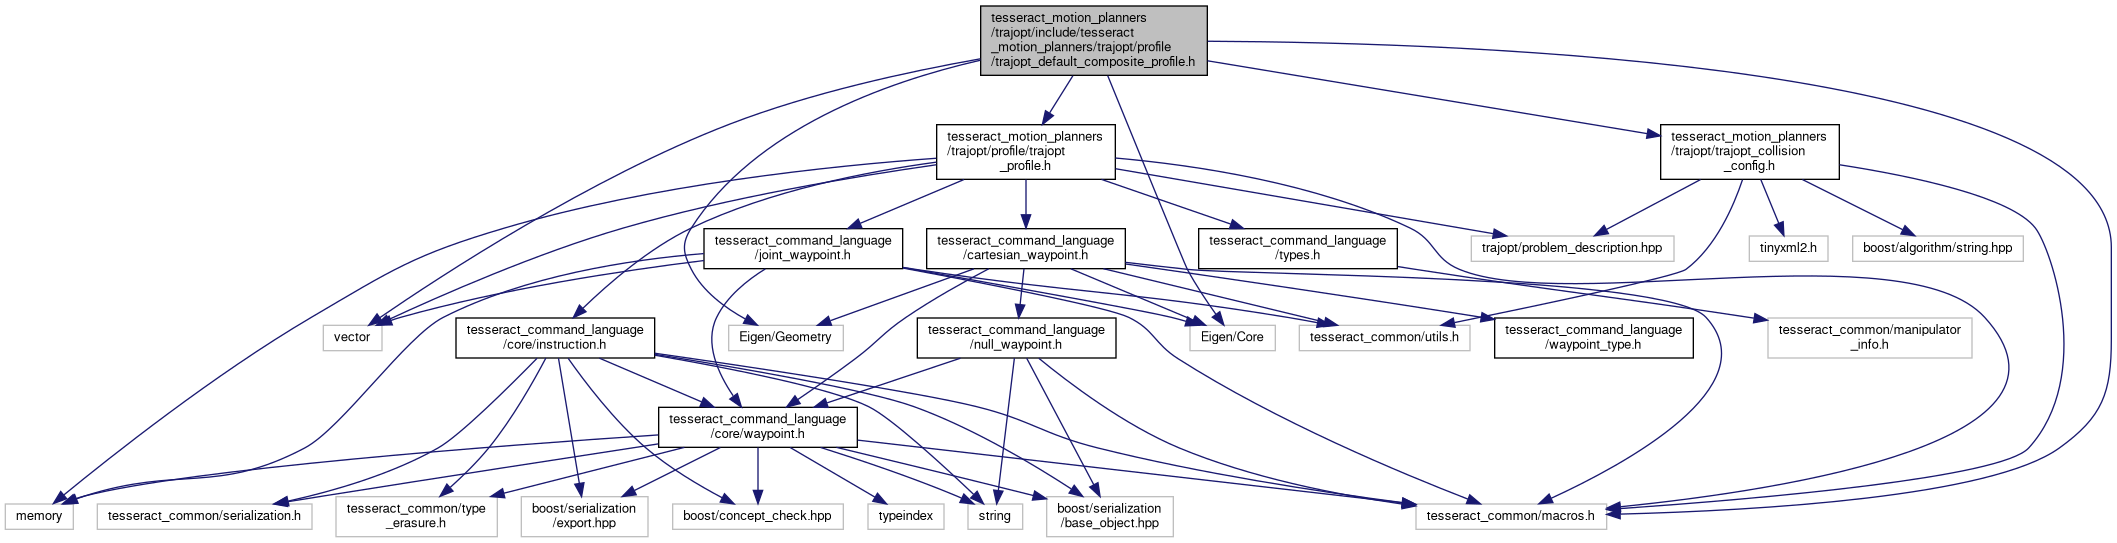 tesseract_motion_planners
/trajopt/include/tesseract
_motion_planners/trajopt/profile
/trajopt_default_composite_profile.h
tesseract_motion_planners
/trajopt/profile/trajopt
_profile.h
tesseract_motion_planners
/trajopt/trajopt_collision
_config.h
tesseract_command_language
/joint_waypoint.h
tesseract_command_language
/cartesian_waypoint.h
tesseract_command_language
/types.h
trajopt/problem_description.hpp
tinyxml2.h
boost/algorithm/string.hpp
vector
tesseract_command_language
/core/instruction.h
Eigen/Geometry
tesseract_command_language
/null_waypoint.h
Eigen/Core
tesseract_common/utils.h
tesseract_command_language
/waypoint_type.h
tesseract_common/manipulator
_info.h
tesseract_command_language
/core/waypoint.h
memory
tesseract_common/serialization.h
tesseract_common/type
_erasure.h
boost/serialization
/export.hpp
boost/concept_check.hpp
typeindex
string
boost/serialization
/base_object.hpp
tesseract_common/macros.h